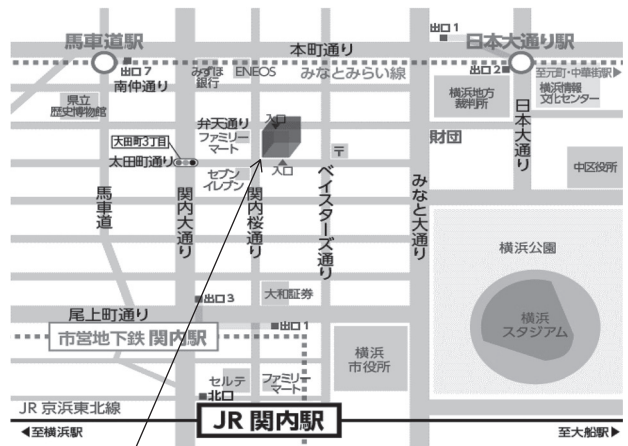 出口1
馬車道駅
日本大通り駅
本町通り
出口7
みずほ
銀行
ENEOS
みなとみらい線
出口2
至元町・中華街駅▶
南仲通り
県立
歴史博物館
横浜地方
裁判所
横浜情報
文化センター
日本大通り
弁天通り
入口
ファミリー
マート
財団
太田町3丁目
太田町通り
〒
入口
セブン
イレブン
中区役所
馬車道
関内大通り
関内桜通り
ベイスターズ通り
みなと大通り
横浜公園
横浜
スタジアム
出口3
大和証券
尾上町通り
出口1
市営地下鉄 関内駅
横浜
市役所
セルテ
ファミリー
マート
北口
JR 京浜東北線
JR 関内駅
◀至横浜駅
至大船駅▶